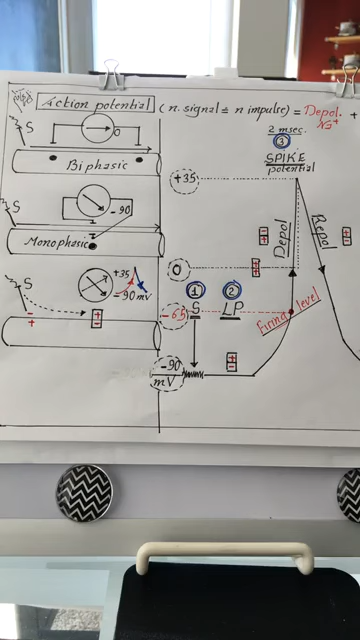 Action potential (n. signal ± n impulse) = Depol. +
Na+
2 msec.
3
SPIKE
potential
S
0
Biphasic
+35
- 90
Monophasic
Depol
Repol
+
-
0
S
+35
- 90 mV
1
2
S
LP
- 65
Firing level
-
+
-90
mV